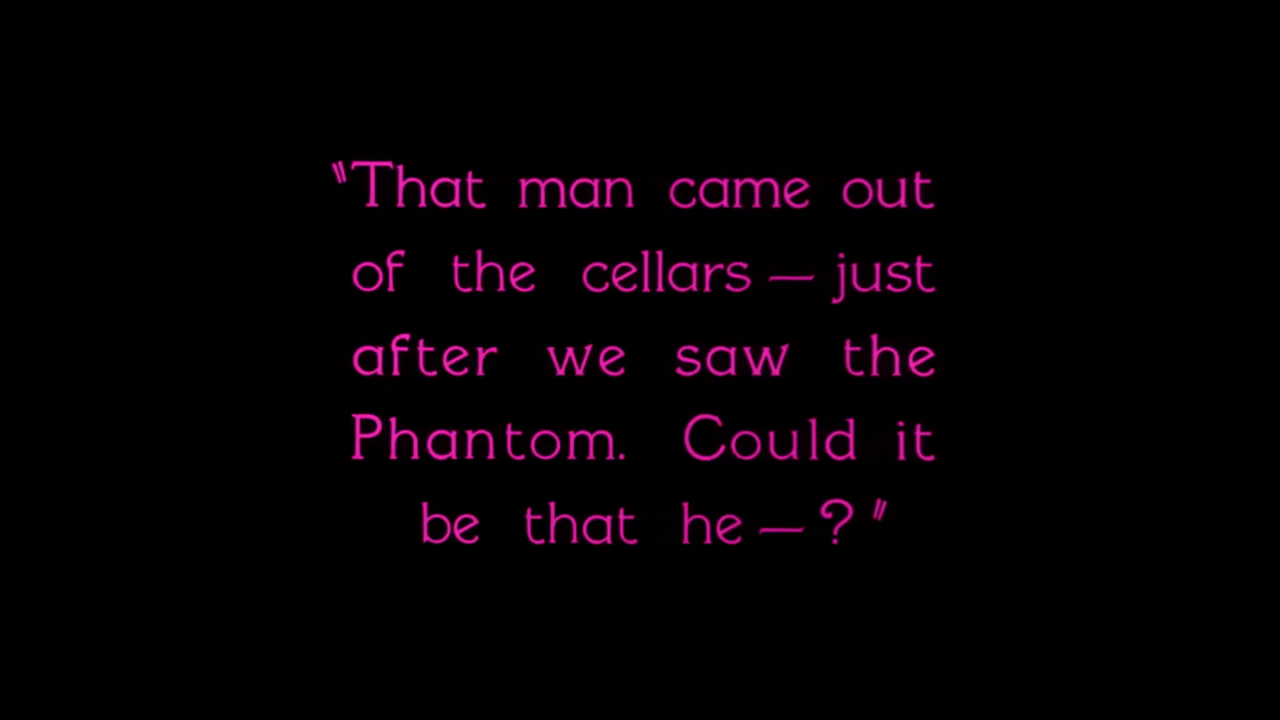 "That man came out
of the cellars — just
after we saw the
Phantom. Could it
be that he — ?"